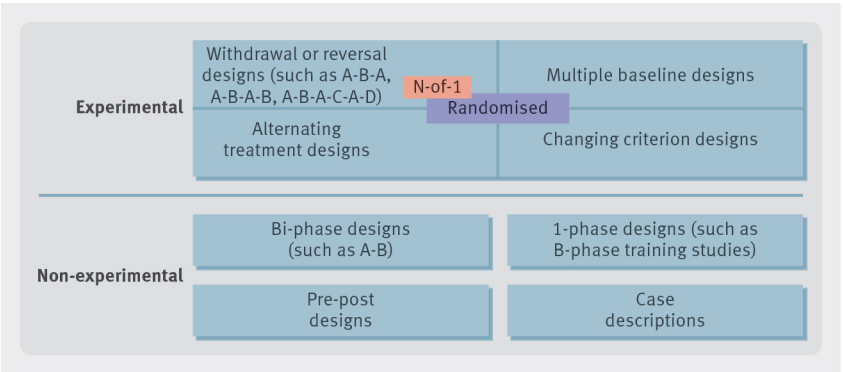 Experimental
Withdrawal or reversal
designs (such as A-B-A,
A-B-A-B, A-B-A-C-A-D)
N-of-1
Randomised
Multiple baseline designs
Alternating
treatment designs
Changing criterion designs
Non-experimental
Bi-phase designs
(such as A-B)
1-phase designs (such as
B-phase training studies)
Pre-post
designs
Case
descriptions